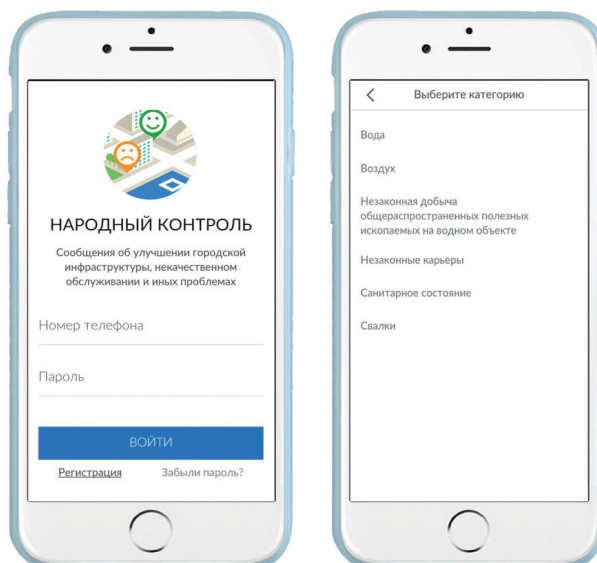 НАРОДНЫЙ КОНТРОЛЬ
Сообщения об улучшении городской
инфраструктуры, некачественном
обслуживании и иных проблемах
Номер телефона
Пароль
ВОЙТИ
Регистрация Забыли пароль?
Выберите категорию
Вода
Воздух
Незаконная добыча
общераспространенных полезных
ископаемых на водном объекте
Незаконные карьеры
Санитарное состояние
Свалки